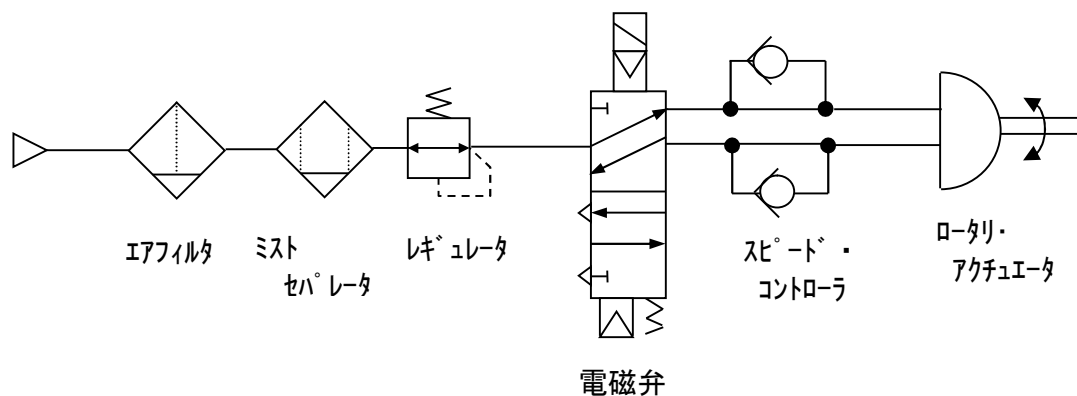 エアフィルタ
ミスト
セパレータ
レギュレータ
電磁弁
スピード・
コントローラ
ロータリ・
アクチュエータ